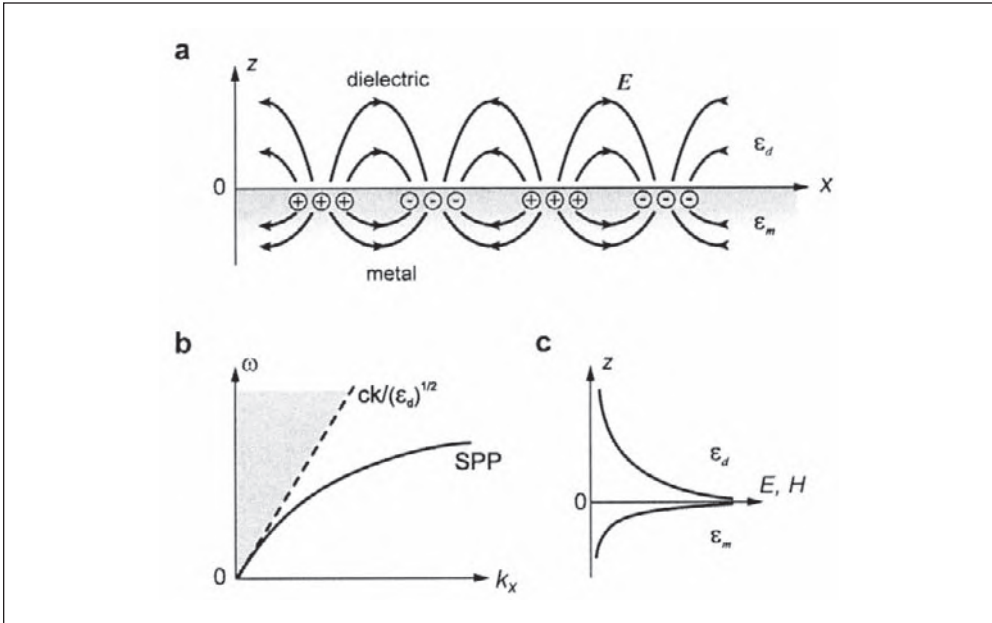 a
z
dielectric
E
ε_d
0
x
+ + + - - - + + + - - -
ε_m
metal
b
ω
ck/(ε_d)^1/2
SPP
0
k_x
c
z
ε_d
E, H
0
ε_m